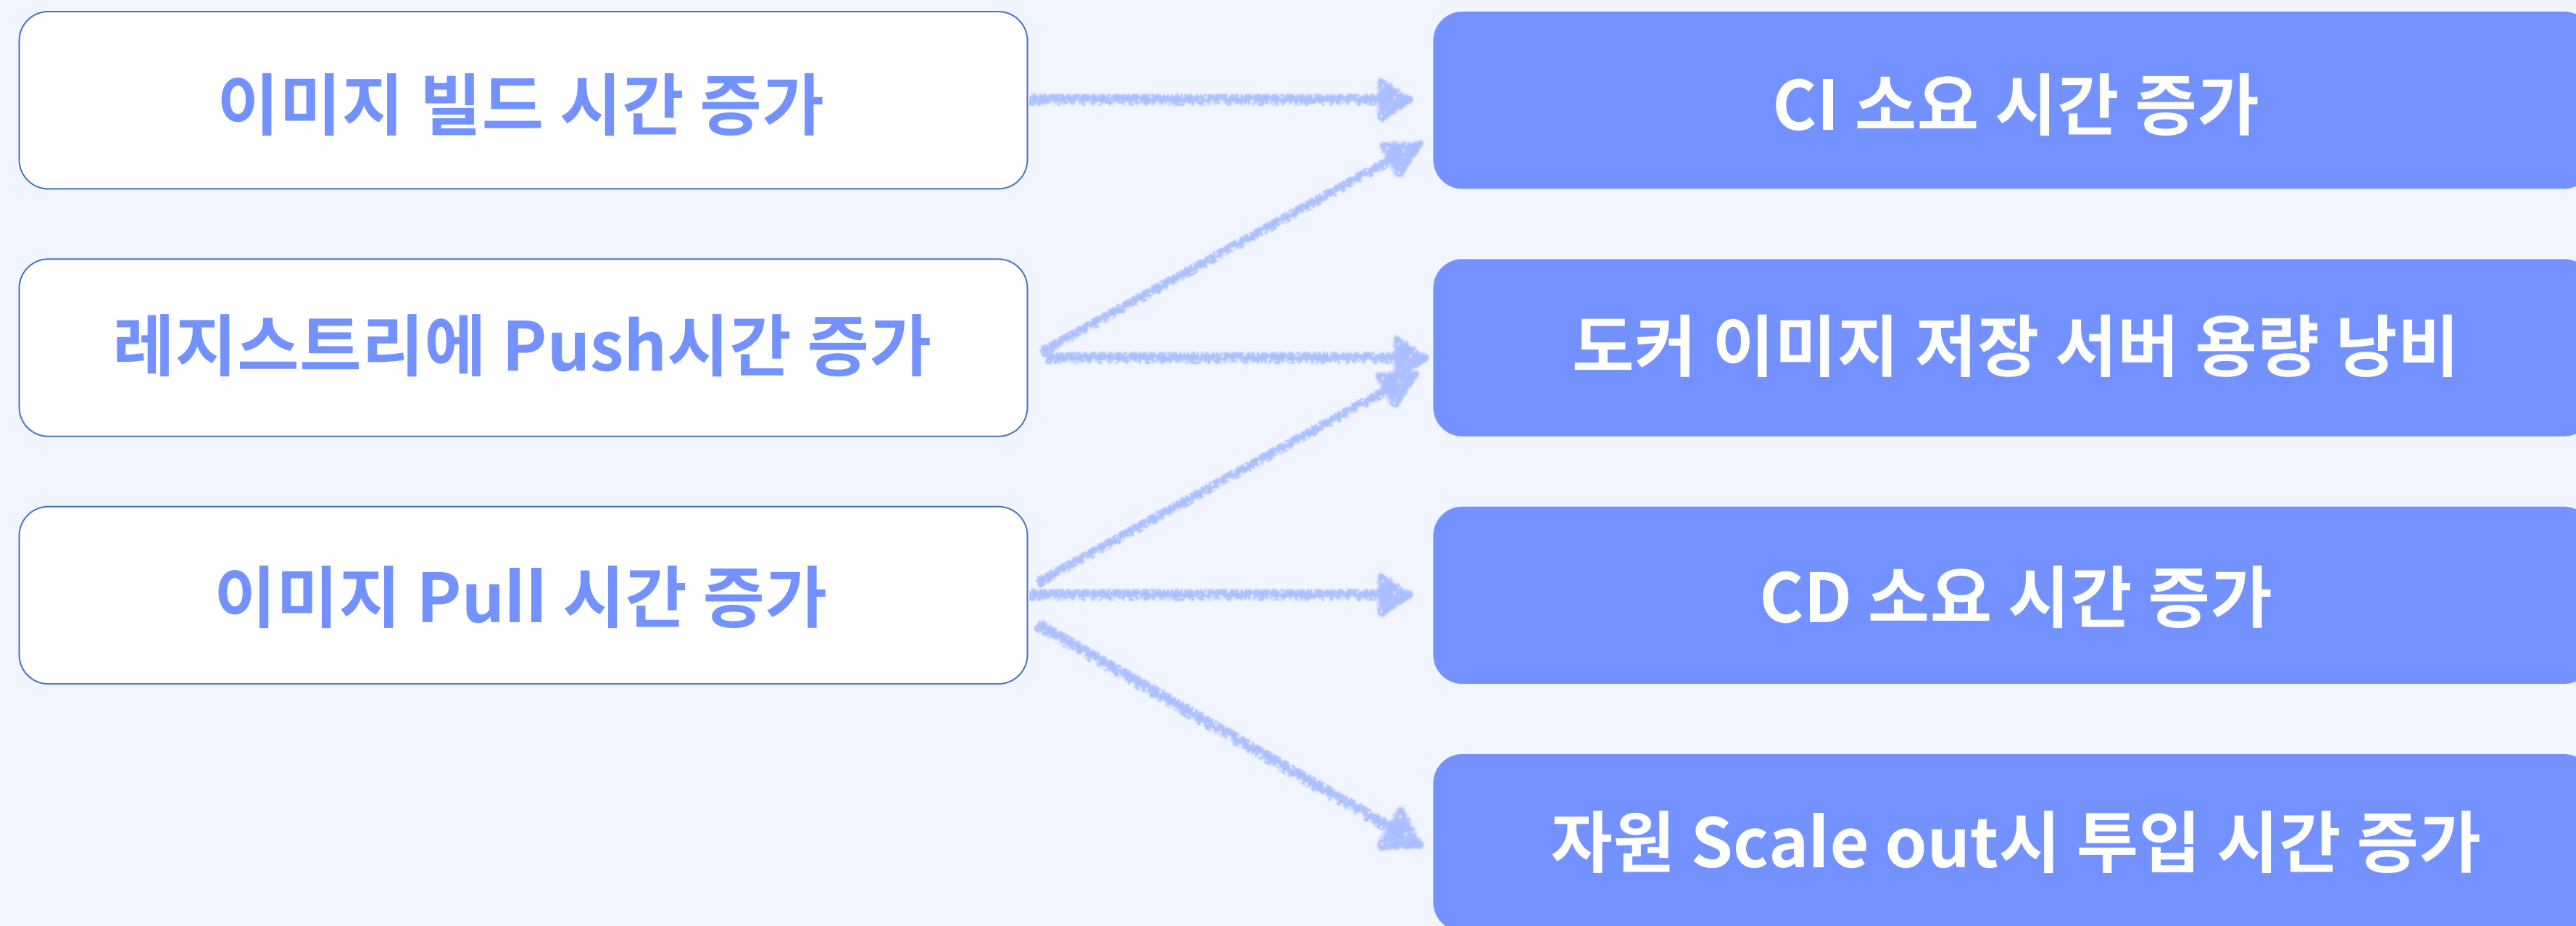 이미지 빌드 시간 증가
CI 소요 시간 증가
레지스트리에 Push시간 증가
도커 이미지 저장 서버 용량 낭비
이미지 Pull 시간 증가
CD 소요 시간 증가
자원 Scale out시 투입 시간 증가